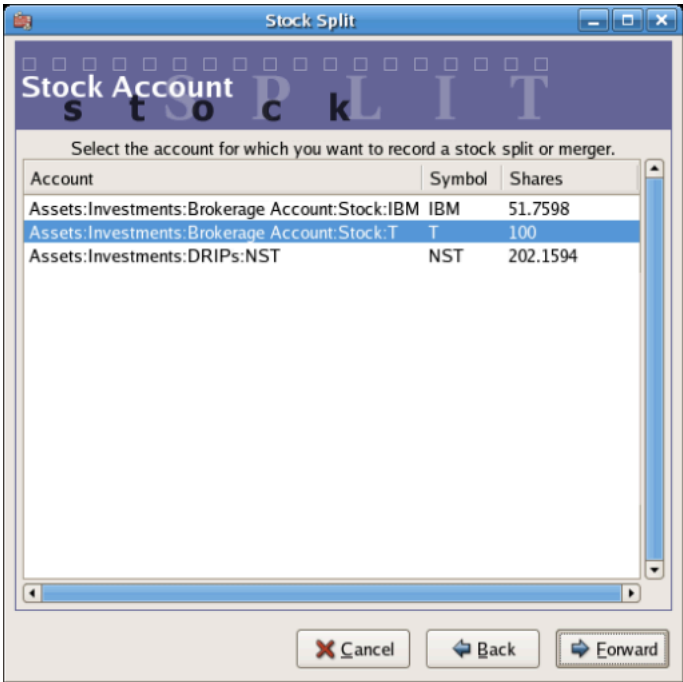 Stock Split
S P L I T
Stock Account
s t o c k
Select the account for which you want to record a stock split or merger.
Account Symbol Shares
Assets:Investments:Brokerage Account:Stock:IBM IBM 51.7598
Assets:Investments:Brokerage Account:Stock:T T 100
Assets:Investments:DRIPs:NST NST 202.1594
Cancel Back Forward